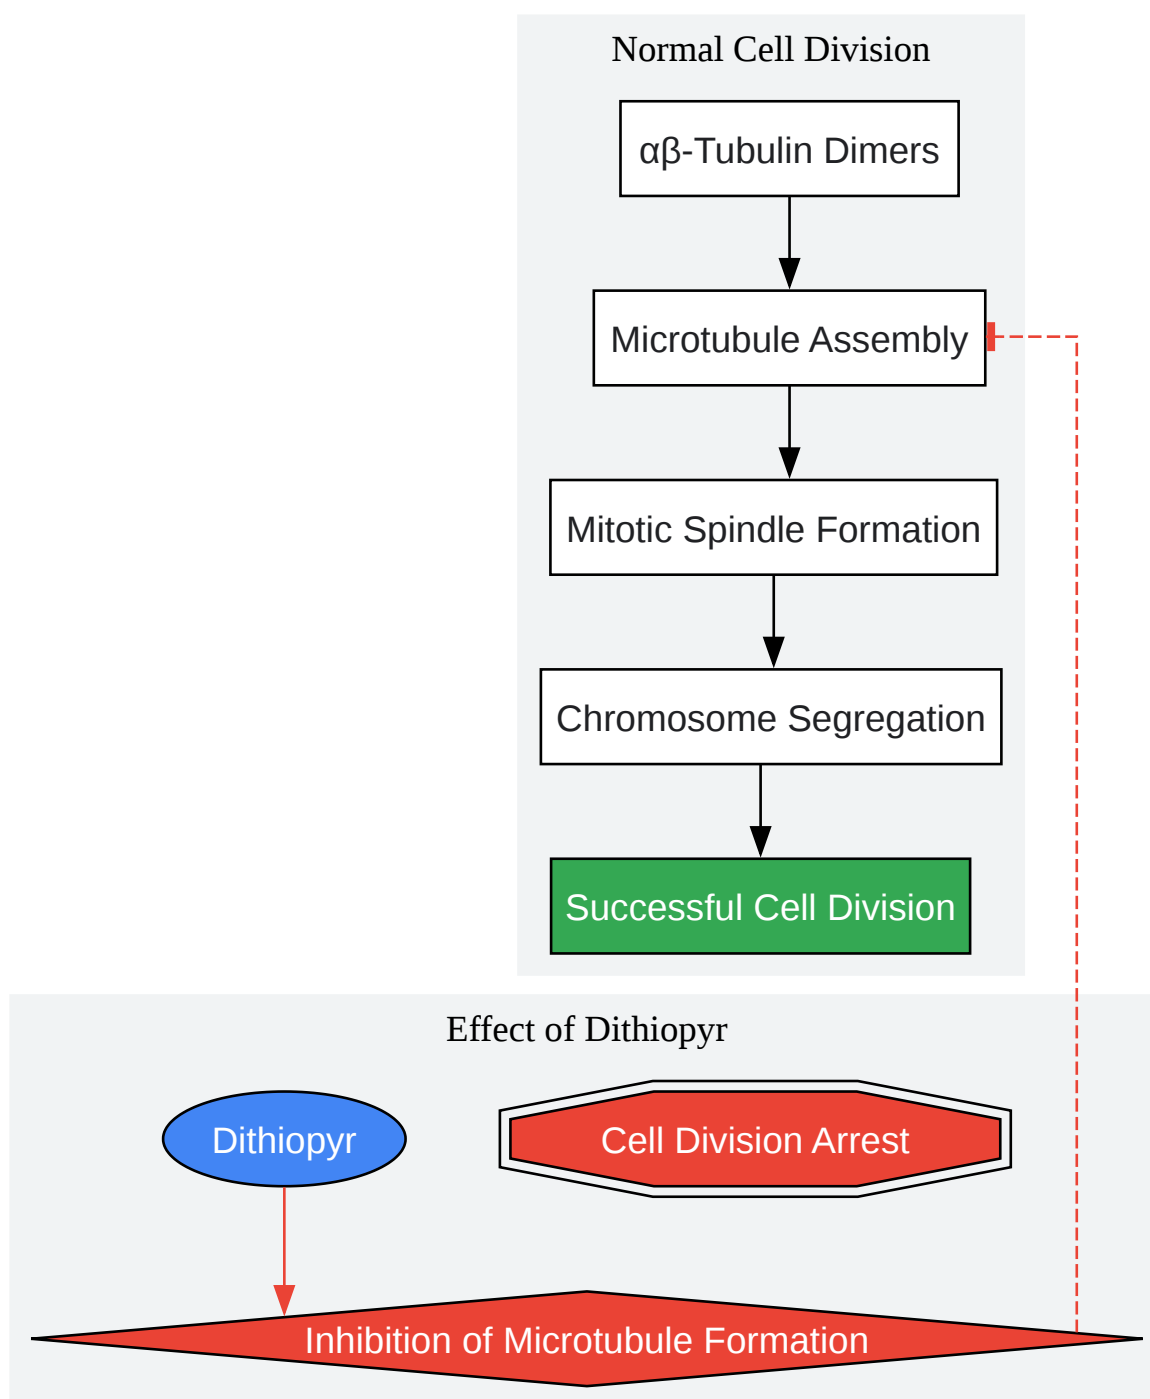 Normal Cell Division
αβ-Tubulin Dimers
Microtubule Assembly
Mitotic Spindle Formation
Chromosome Segregation
Successful Cell Division
Effect of Dithiopyr
Dithiopyr
Cell Division Arrest
Inhibition of Microtubule Formation